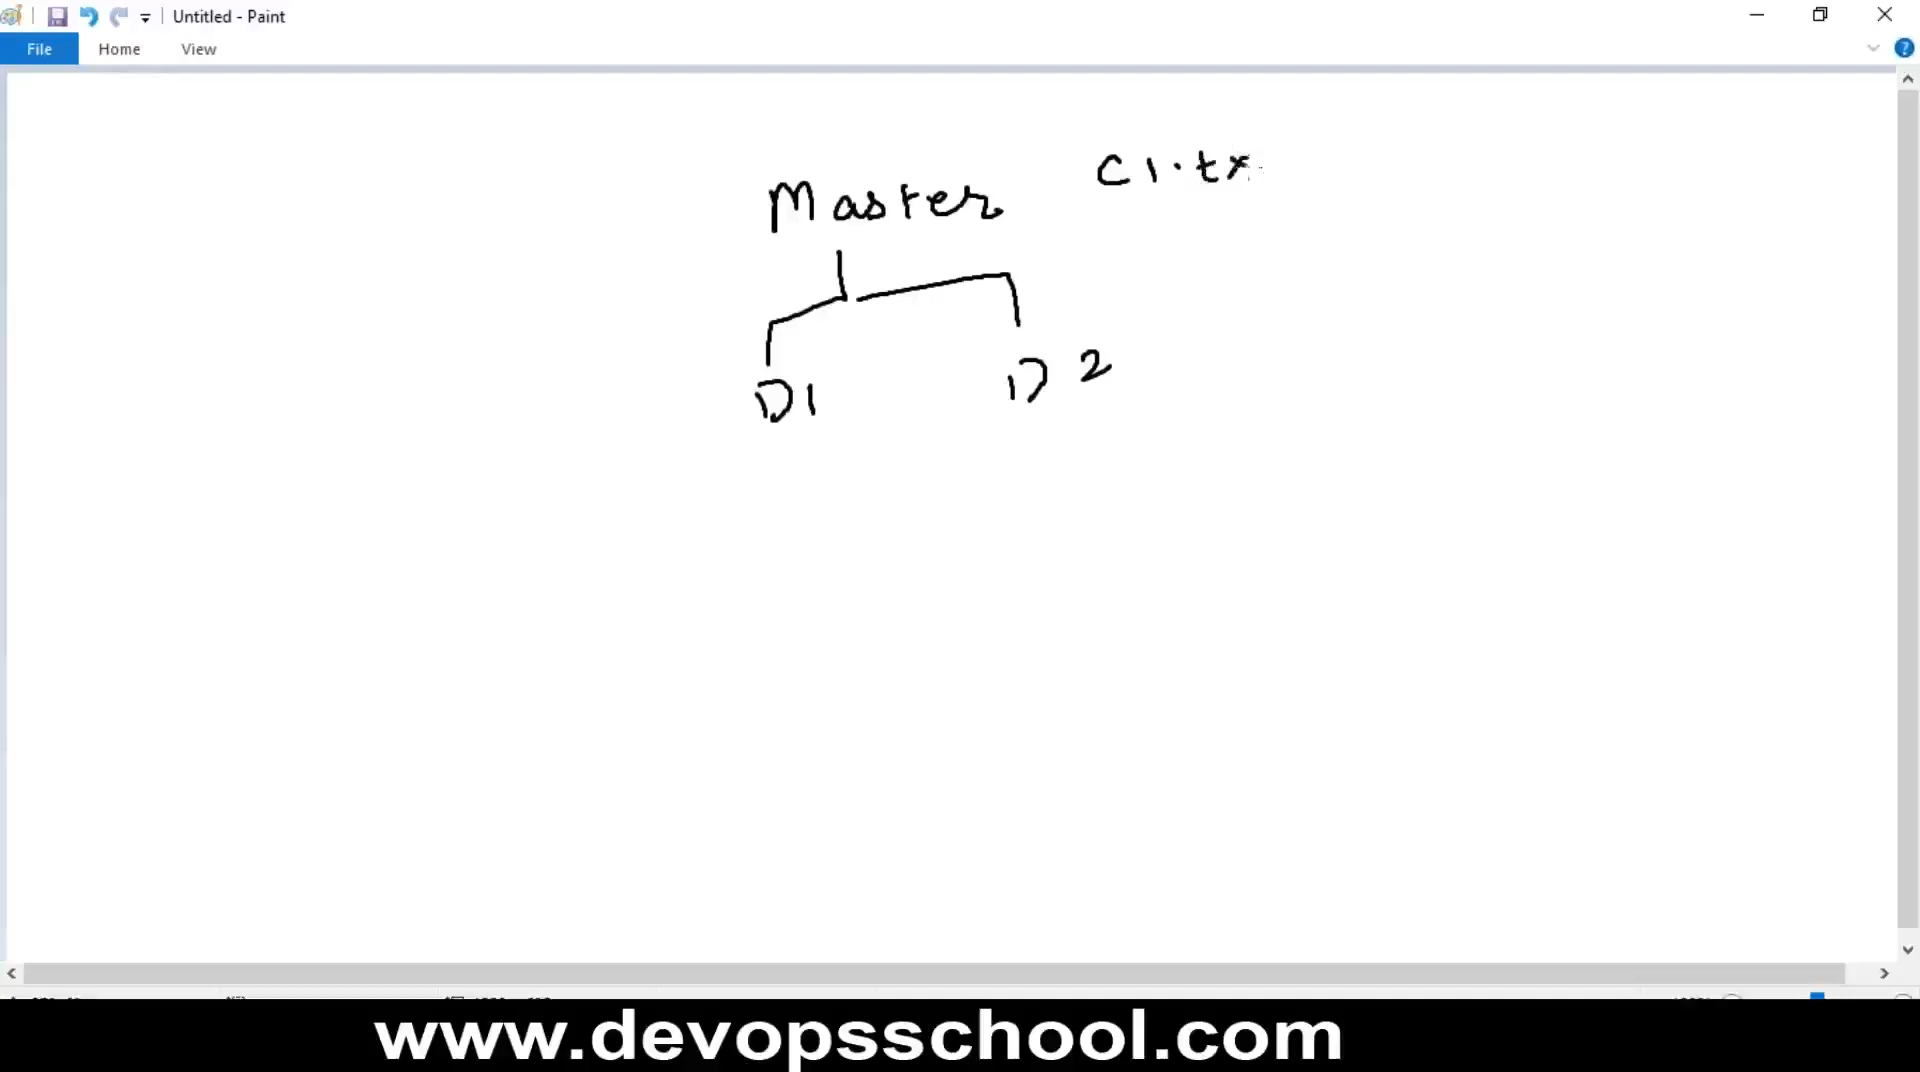 Untitled - Paint
File Home View
C1.tx
Master
D1 D2
www.devopsschool.com